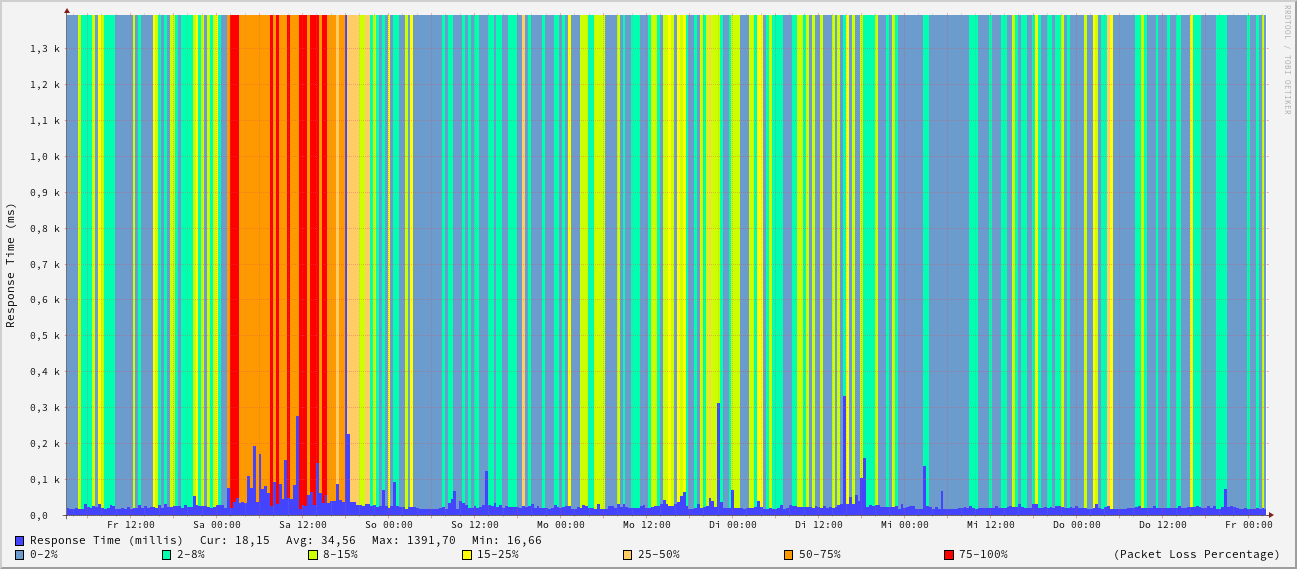 RRDTOOL / TOBI OETIKER
Response Time (ms)
1,3 k
1,2 k
1,1 k
1,0 k
0,9 k
0,8 k
0,7 k
0,6 k
0,5 k
0,4 k
0,3 k
0,2 k
0,1 k
0,0
Fr 12:00 Sa 00:00 Sa 12:00 So 00:00 So 12:00 Mo 00:00 Mo 12:00 Di 00:00 Di 12:00 Mi 00:00 Mi 12:00 Do 00:00 Do 12:00 Fr 00:00
Response Time (millis) Cur: 18,15 Avg: 34,56 Max: 1391,70 Min: 16,66
0-2% 2-8% 8-15% 15-25% 25-50% 50-75% 75-100% (Packet Loss Percentage)